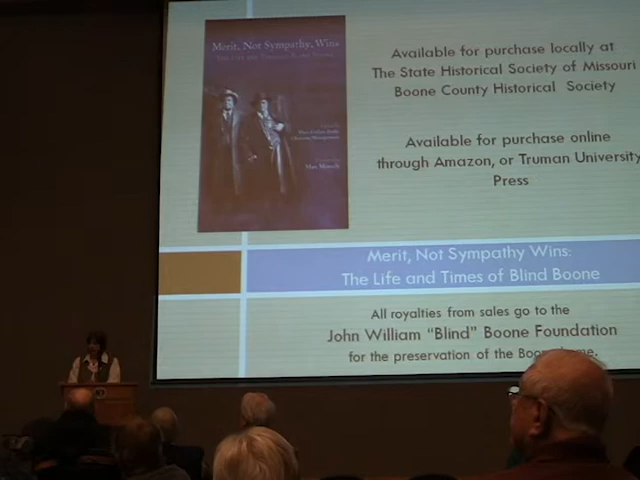 Merit, Not Sympathy, Wins
Available for purchase locally at
The State Historical Society of Missouri
Boone County Historical Society
Available for purchase online
through Amazon, or Truman University
Press
Merit, Not Sympathy Wins:
The Life and Times of Blind Boone
All royalties from sales go to the
John William “Blind” Boone Foundation
for the preservation of the